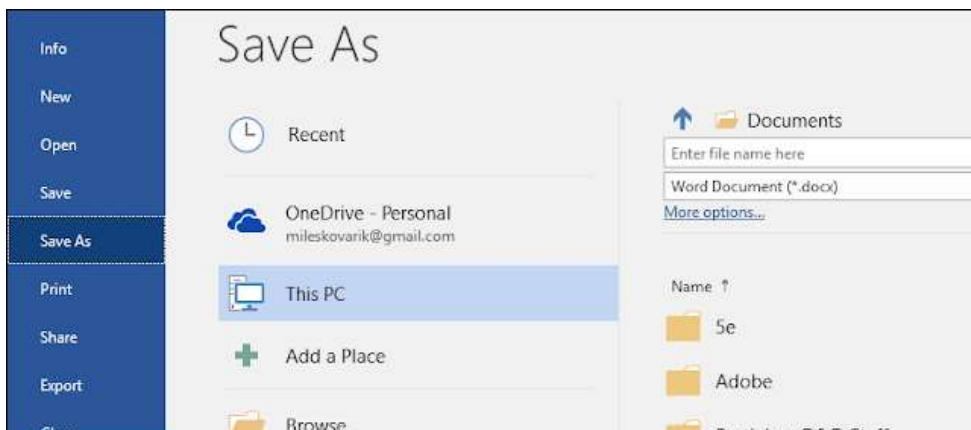 Info
New
Open
Save
Save As
Print
Share
Export
Save As
Recent
OneDrive - Personal
mileskovarik@gmail.com
This PC
Add a Place
Browse
Documents
Enter file name here
Word Document (*.docx)
More options...
Name ↑
5e
Adobe